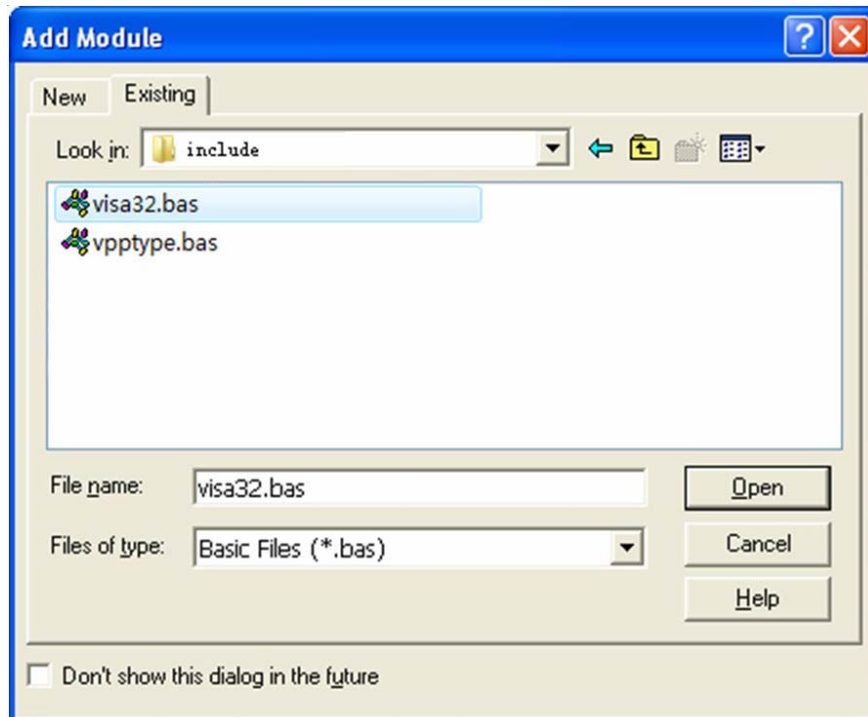 Add Module
New Existing
Look in: include
visa32.bas
vpptype.bas
File name: visa32.bas Open
Files of type: Basic Files (*.bas) Cancel
Help
Don't show this dialog in the future